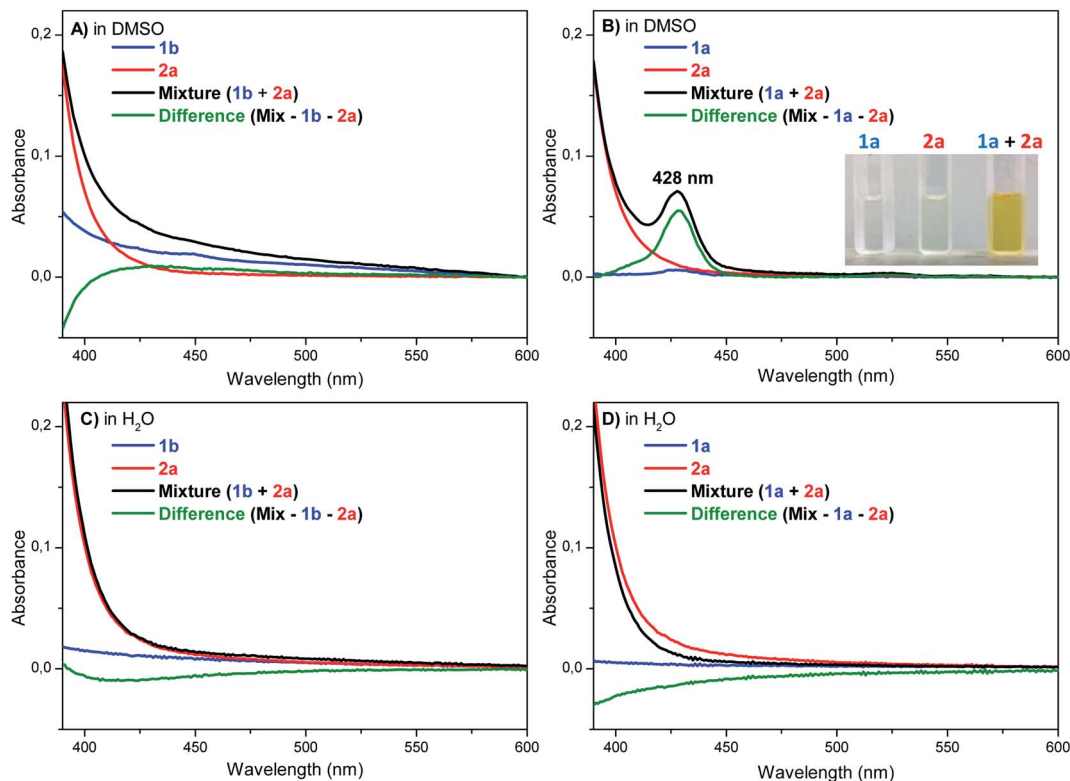 A) in DMSO
1b
2a
Mixture (1b + 2a)
Difference (Mix - 1b - 2a)
0,2
0,1
0,0
Absorbance
400
450
500
550
600
Wavelength (nm)
B) in DMSO
1a
2a
Mixture (1a + 2a)
Difference (Mix - 1a - 2a)
1a 2a 1a + 2a
428 nm
0,2
0,1
0,0
Absorbance
400
450
500
550
600
Wavelength (nm)
C) in H₂O
1b
2a
Mixture (1b + 2a)
Difference (Mix - 1b - 2a)
0,2
0,1
0,0
Absorbance
400
450
500
550
600
Wavelength (nm)
D) in H₂O
1a
2a
Mixture (1a + 2a)
Difference (Mix - 1a - 2a)
0,2
0,1
0,0
Absorbance
400
450
500
550
600
Wavelength (nm)